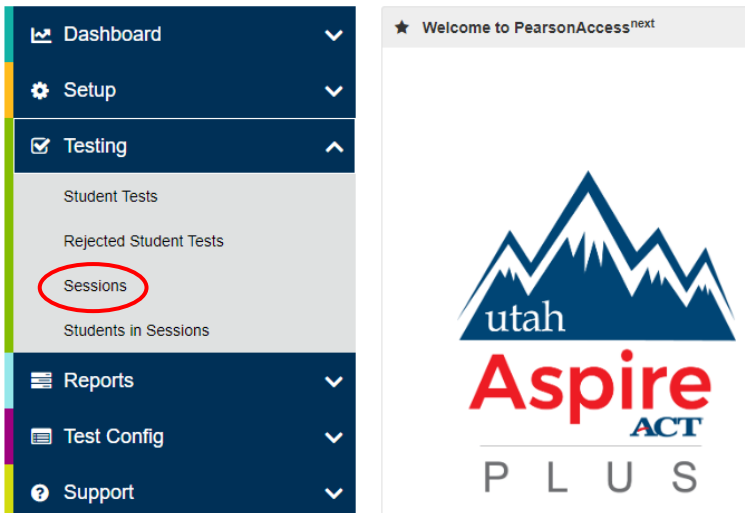 Dashboard
Setup
Testing
Student Tests
Rejected Student Tests
Sessions
Students in Sessions
Reports
Test Config
Support
Welcome to PearsonAccessnext
utah
Aspire
ACT
PLUS